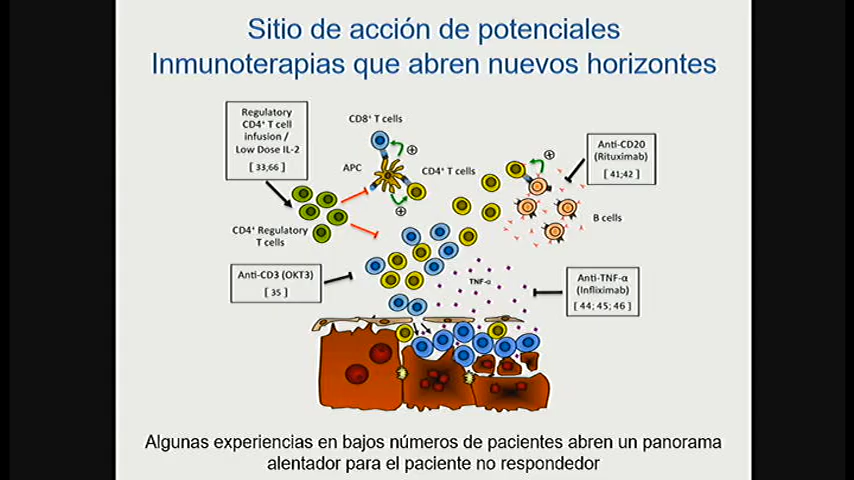 Sitio de acción de potenciales
Inmunoterapias que abren nuevos horizontes
Regulatory
CD4⁺ T cell
infusion /
Low Dose IL-2
[ 33;66 ]
CD8⁺ T cells
APC
CD4⁺ T cells
Anti-CD20
(Rituximab)
[ 41;42 ]
B cells
CD4⁺ Regulatory
T cells
Anti-CD3 (OKT3)
[ 35 ]
TNF-α
Anti-TNF-α
(Infliximab)
[ 44; 45; 46 ]
Algunas experiencias en bajos números de pacientes abren un panorama
alentador para el paciente no respondedor